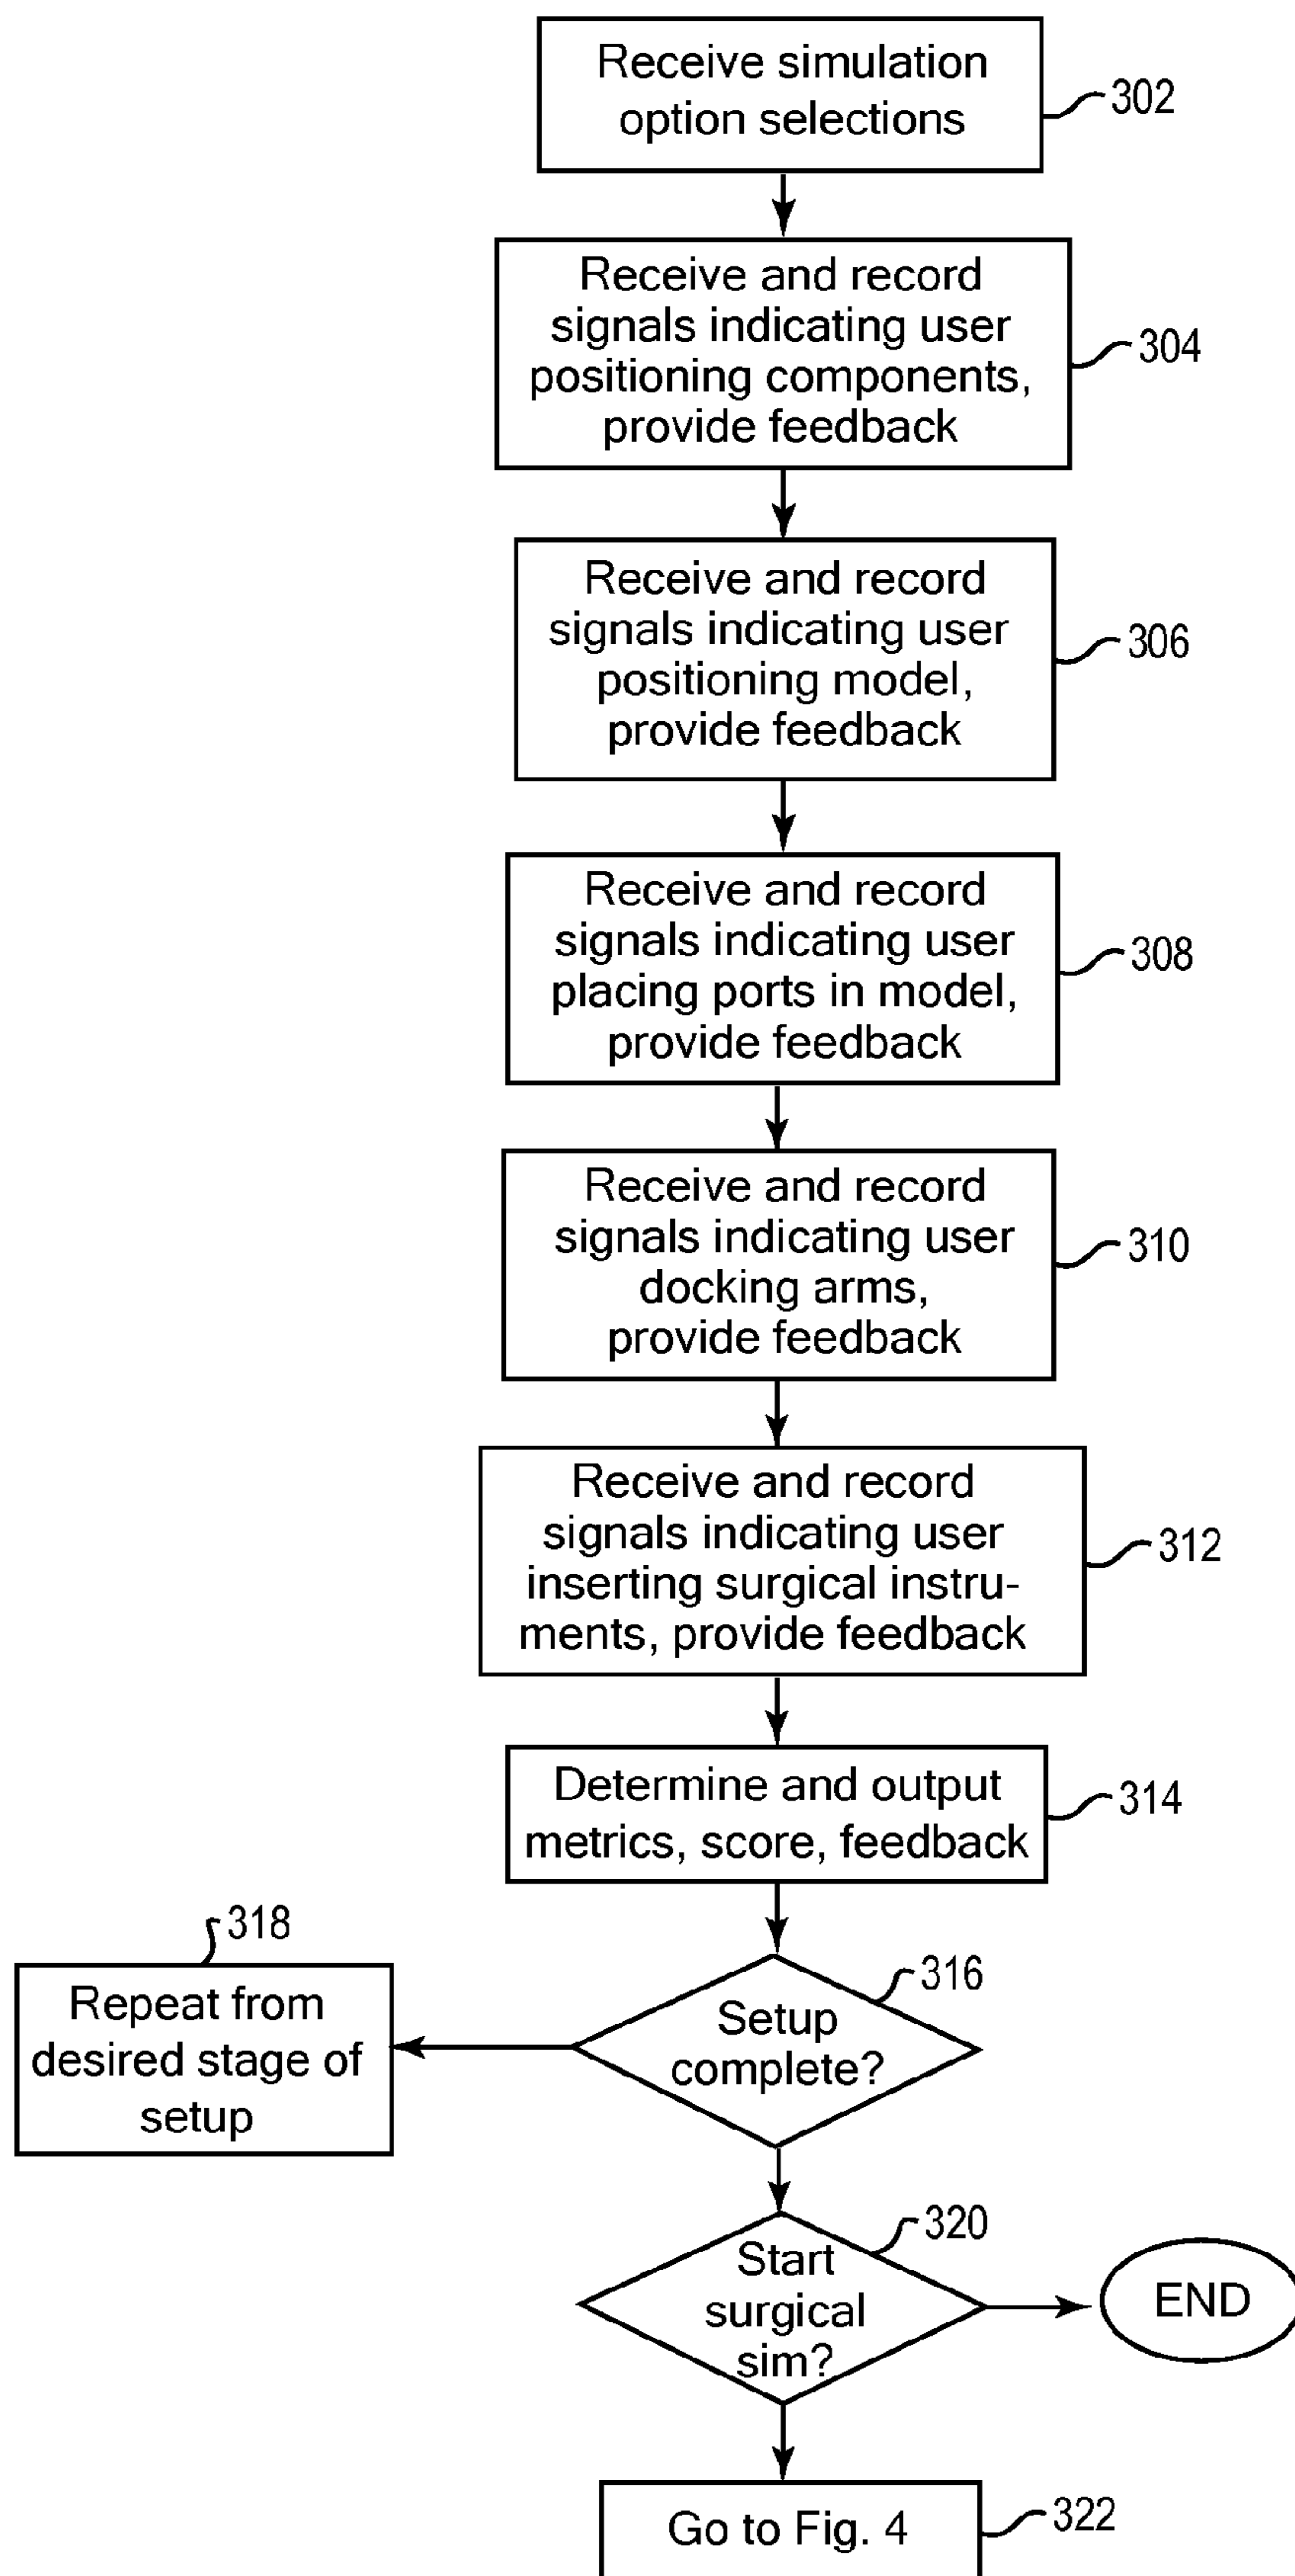 Receive simulation
option selections
302
Receive and record
signals indicating user
positioning components,
provide feedback
304
Receive and record
signals indicating user
positioning model,
provide feedback
306
Receive and record
signals indicating user
placing ports in model,
provide feedback
308
Receive and record
signals indicating user
docking arms,
provide feedback
310
Receive and record
signals indicating user
inserting surgical instru-
ments, provide feedback
312
Determine and output
metrics, score, feedback
314
318
Repeat from
desired stage of
setup
316
Setup
complete?
320
Start
surgical
sim?
END
Go to Fig. 4
322